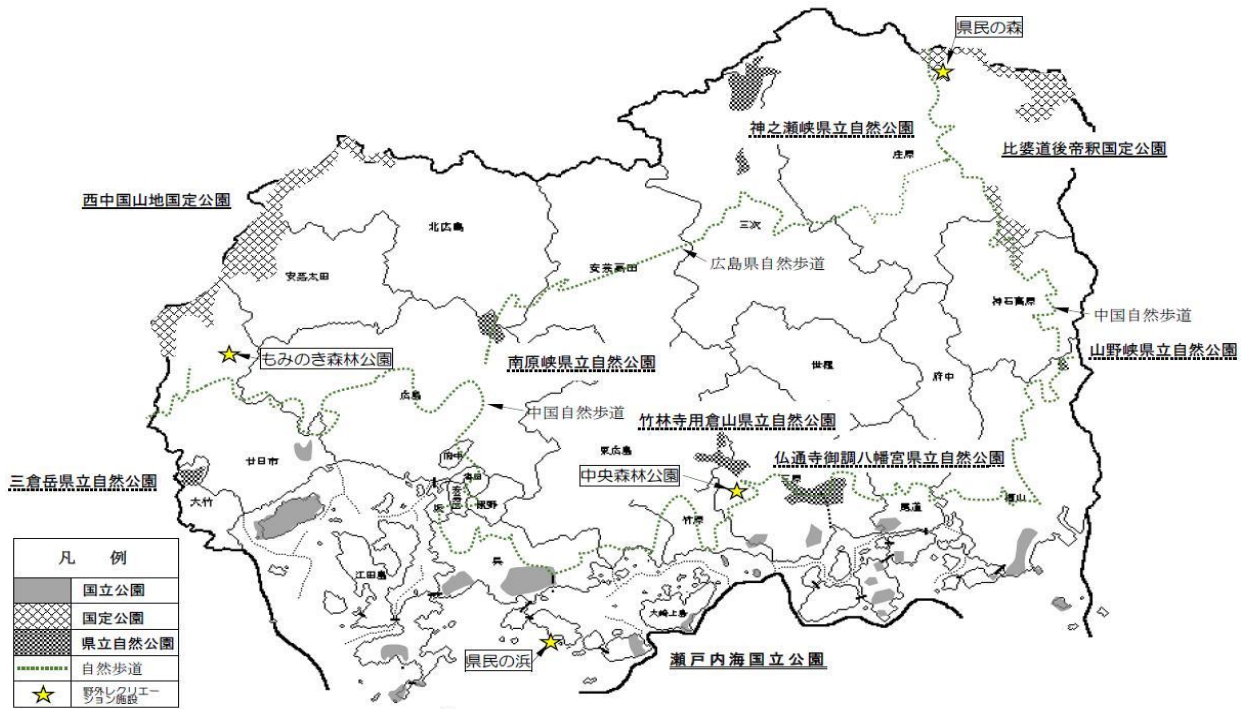 県民の森
神之瀬峡県立自然公園
庄原
比婆道後帝釈国定公園
西中国山地国定公園
北広島
三次
安芸高田
広島県自然歩道
安芸太田
神石高原
中国自然歩道
もみのき森林公園
南原峡県立自然公園
山野峡県立自然公園
世羅
府中
広島
中国自然歩道
竹林寺用倉山県立自然公園
東広島
仏通寺御調八幡宮県立自然公園
府中
廿日市
三倉岳県立自然公園
海田
中央森林公園
三原
大竹
坂
熊野
竹原
尾道
福山
呉
江田島
大崎上島
県民の浜
瀬戸内海国立公園
凡 例
国立公園
国定公園
県立自然公園
自然歩道
野外レクリエー
ション施設